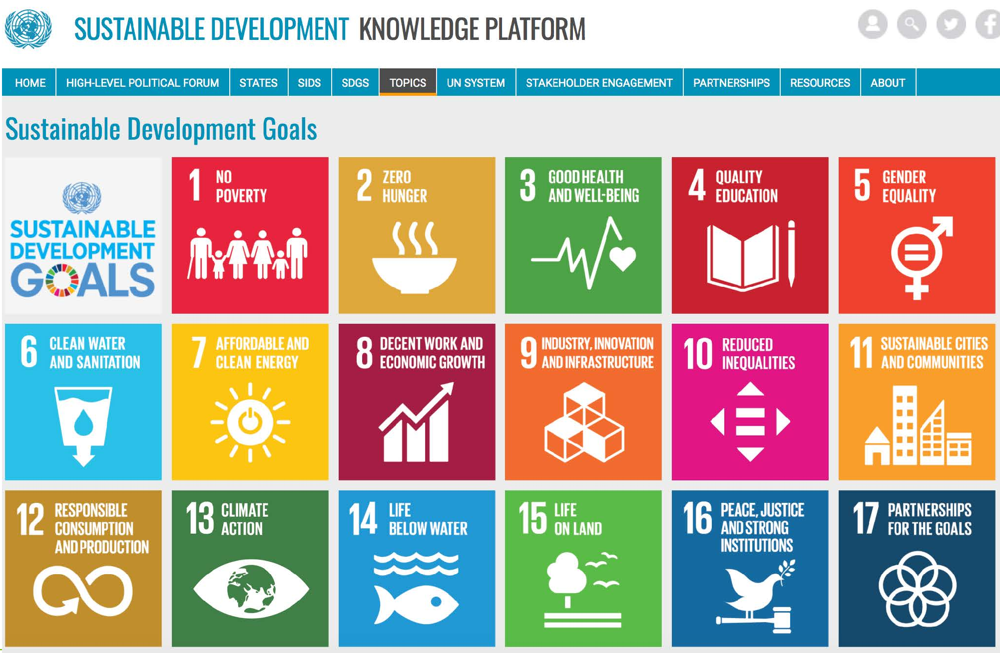 SUSTAINABLE DEVELOPMENT KNOWLEDGE PLATFORM
HOME HIGH-LEVEL POLITICAL FORUM STATES SIDS SDGS TOPICS UN SYSTEM STAKEHOLDER ENGAGEMENT PARTNERSHIPS RESOURCES ABOUT
Sustainable Development Goals
SUSTAINABLE
DEVELOPMENT
GOALS
1 NO
POVERTY
2 ZERO
HUNGER
3 GOOD HEALTH
AND WELL-BEING
4 QUALITY
EDUCATION
5 GENDER
EQUALITY
6 CLEAN WATER
AND SANITATION
7 AFFORDABLE AND
CLEAN ENERGY
8 DECENT WORK AND
ECONOMIC GROWTH
9 INDUSTRY, INNOVATION
AND INFRASTRUCTURE
10 REDUCED
INEQUALITIES
11 SUSTAINABLE CITIES
AND COMMUNITIES
12 RESPONSIBLE
CONSUMPTION
AND PRODUCTION
13 CLIMATE
ACTION
14 LIFE
BELOW WATER
15 LIFE
ON LAND
16 PEACE, JUSTICE
AND STRONG
INSTITUTIONS
17 PARTNERSHIPS
FOR THE GOALS